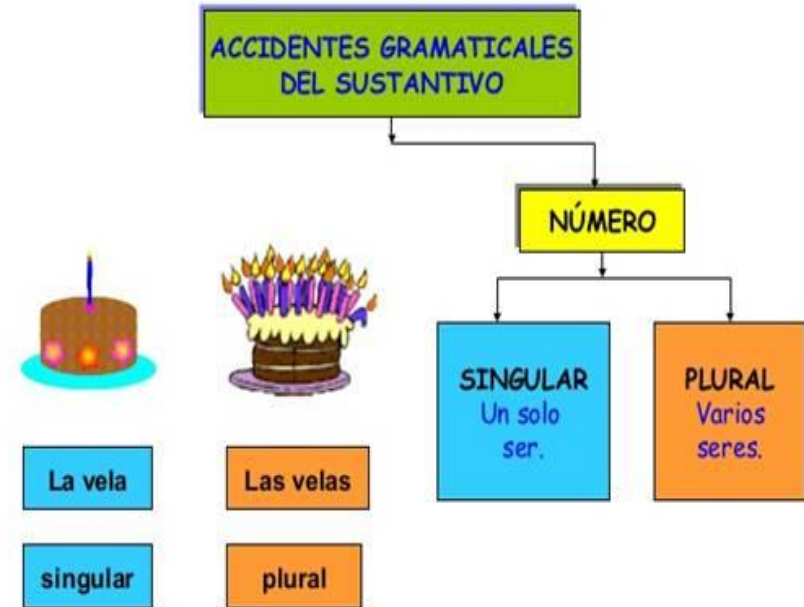 ACCIDENTES GRAMATICALES
DEL SUSTANTIVO
NÚMERO
SINGULAR
Un solo
ser.
PLURAL
Varios
seres.
La vela
Las velas
singular
plural